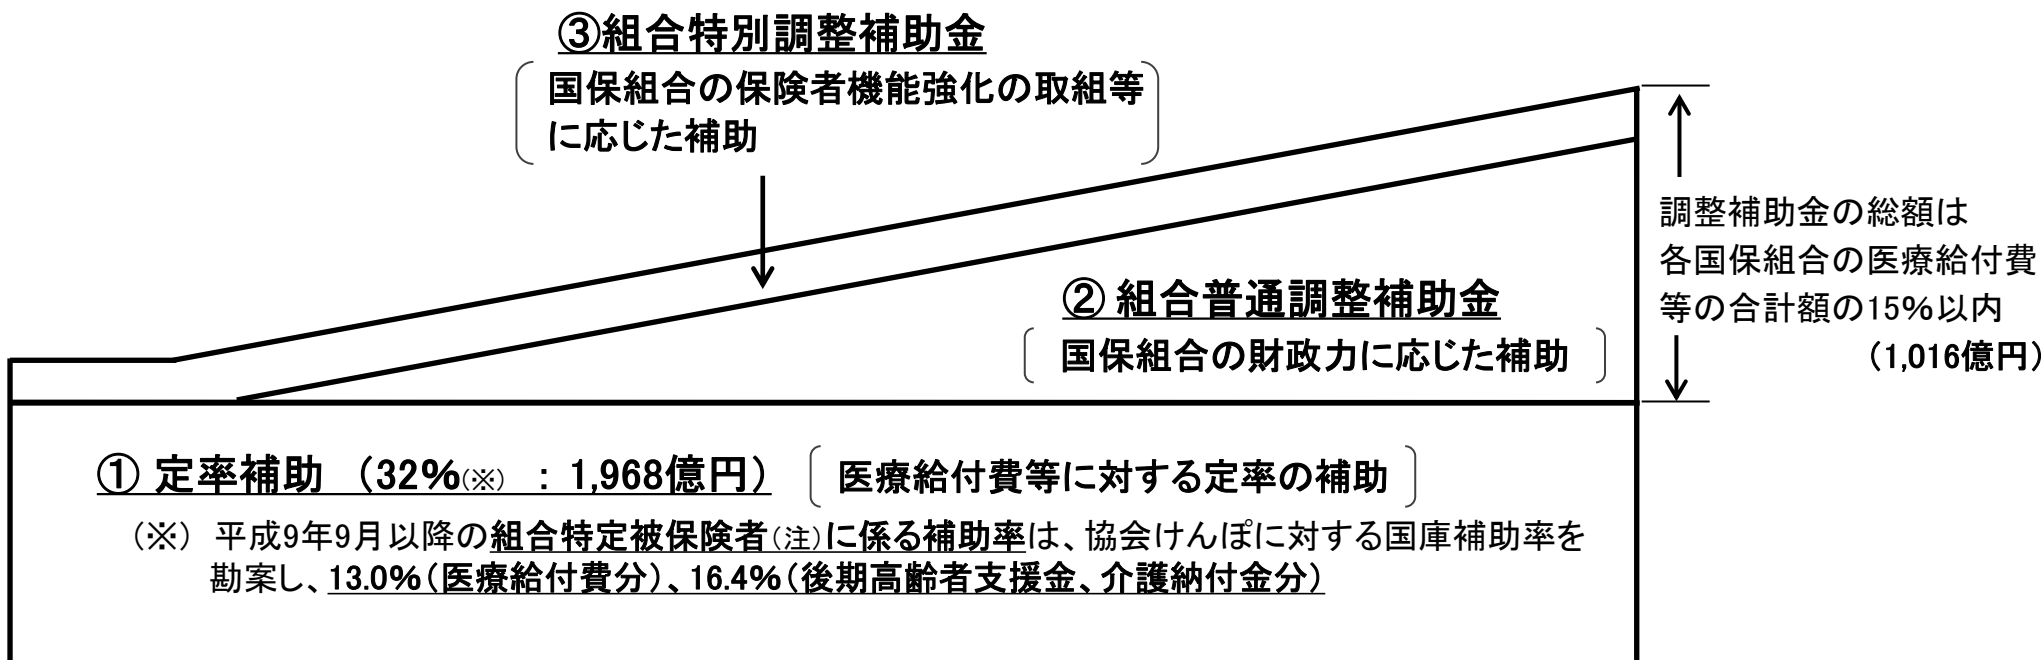 ③組合特別調整補助金
国保組合の保険者機能強化の取組等
に応じた補助
調整補助金の総額は
各国保組合の医療給付費
等の合計額の15%以内
（1,016億円）
② 組合普通調整補助金
国保組合の財政力に応じた補助
① 定率補助 （32%(※) ：1,968億円）
医療給付費等に対する定率の補助
（※） 平成9年9月以降の組合特定被保険者(注)に係る補助率は、協会けんぽに対する国庫補助率を
勘案し、13.0%（医療給付費分）、16.4%（後期高齢者支援金、介護納付金分）